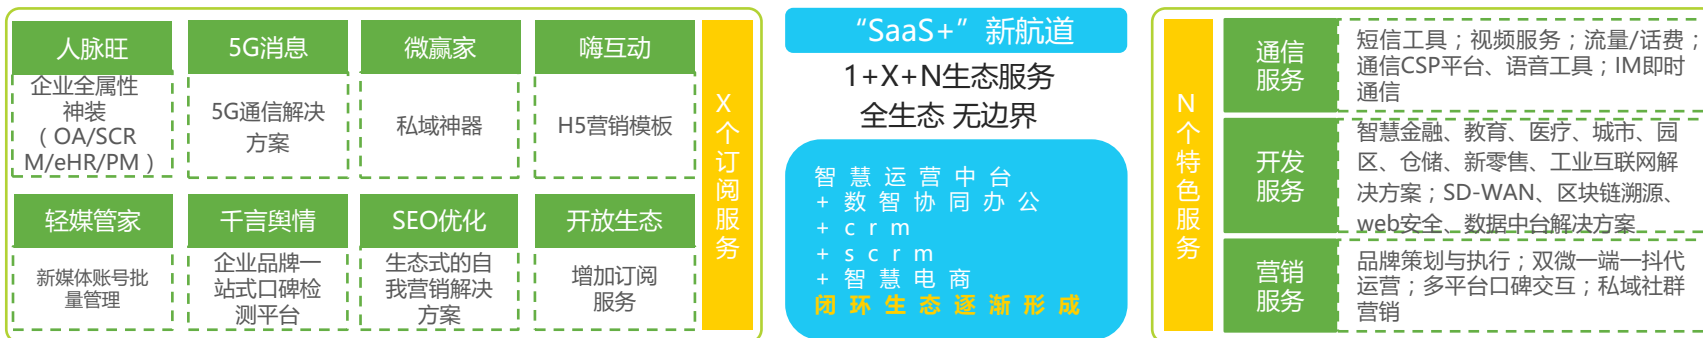 人脉旺
企业全属性
神装
（OA/SCR
M/eHR/PM）
5G消息
5G通信解决
方案
微赢家
私域神器
嗨互动
H5营销模板
轻媒管家
新媒体账号批
量管理
千言舆情
企业品牌一
站式口碑检
测平台
SEO优化
生态式的自
我营销解决
方案
开放生态
增加订阅
服务
X个订阅服务
“SaaS+”新航道
1+X+N生态服务
全生态 无边界
智慧运营中台
+数智协同办公
+crm
+scrm
+智慧电商
闭环生态逐渐形成
N个特色服务
通信
服务
短信工具；视频服务；流量/话费；
通信CSP平台、语音工具；IM即时
通信
开发
服务
智慧金融、教育、医疗、城市、园
区、仓储、新零售、工业互联网解
决方案；SD-WAN、区块链溯源、
web安全、数据中台解决方案
营销
服务
品牌策划与执行；双微一端一抖代
运营；多平台口碑交互；私域社群
营销